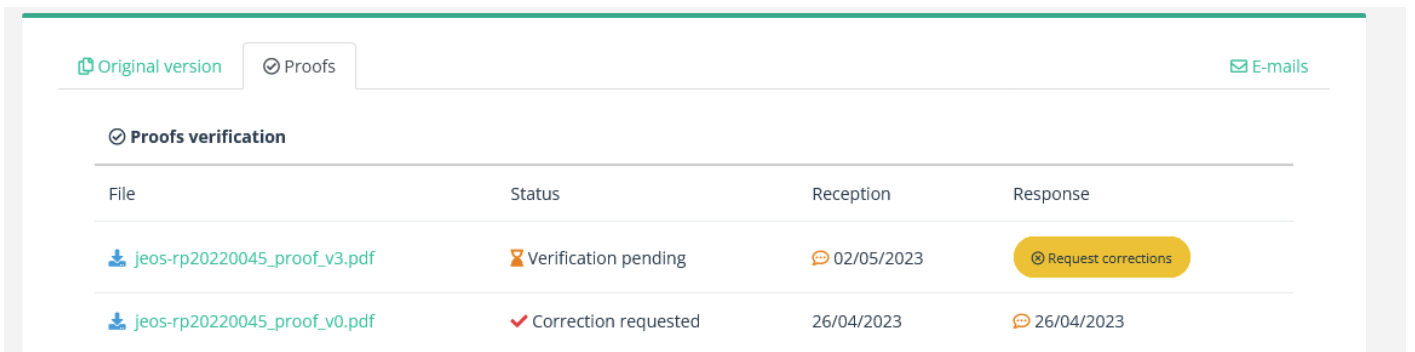 Original version Proofs E-mails
Proofs verification
File Status Reception Response
jeos-rp20220045_proof_v3.pdf Verification pending 02/05/2023 Request corrections
jeos-rp20220045_proof_v0.pdf Correction requested 26/04/2023 26/04/2023